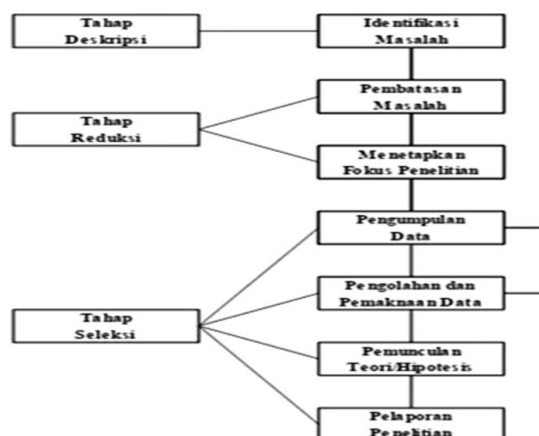 Tahap
Deskripsi
Identifikasi
Masalah
Tahap
Reduksi
Pembatasan
Masalah
Menetapkan
Fokus Penelitian
Pengumpulan
Data
Pengolahan dan
Pemaknaan Data
Tahap
Seleksi
Pemunculan
Teori/Hipotesis
Pelaporan
Penelitian